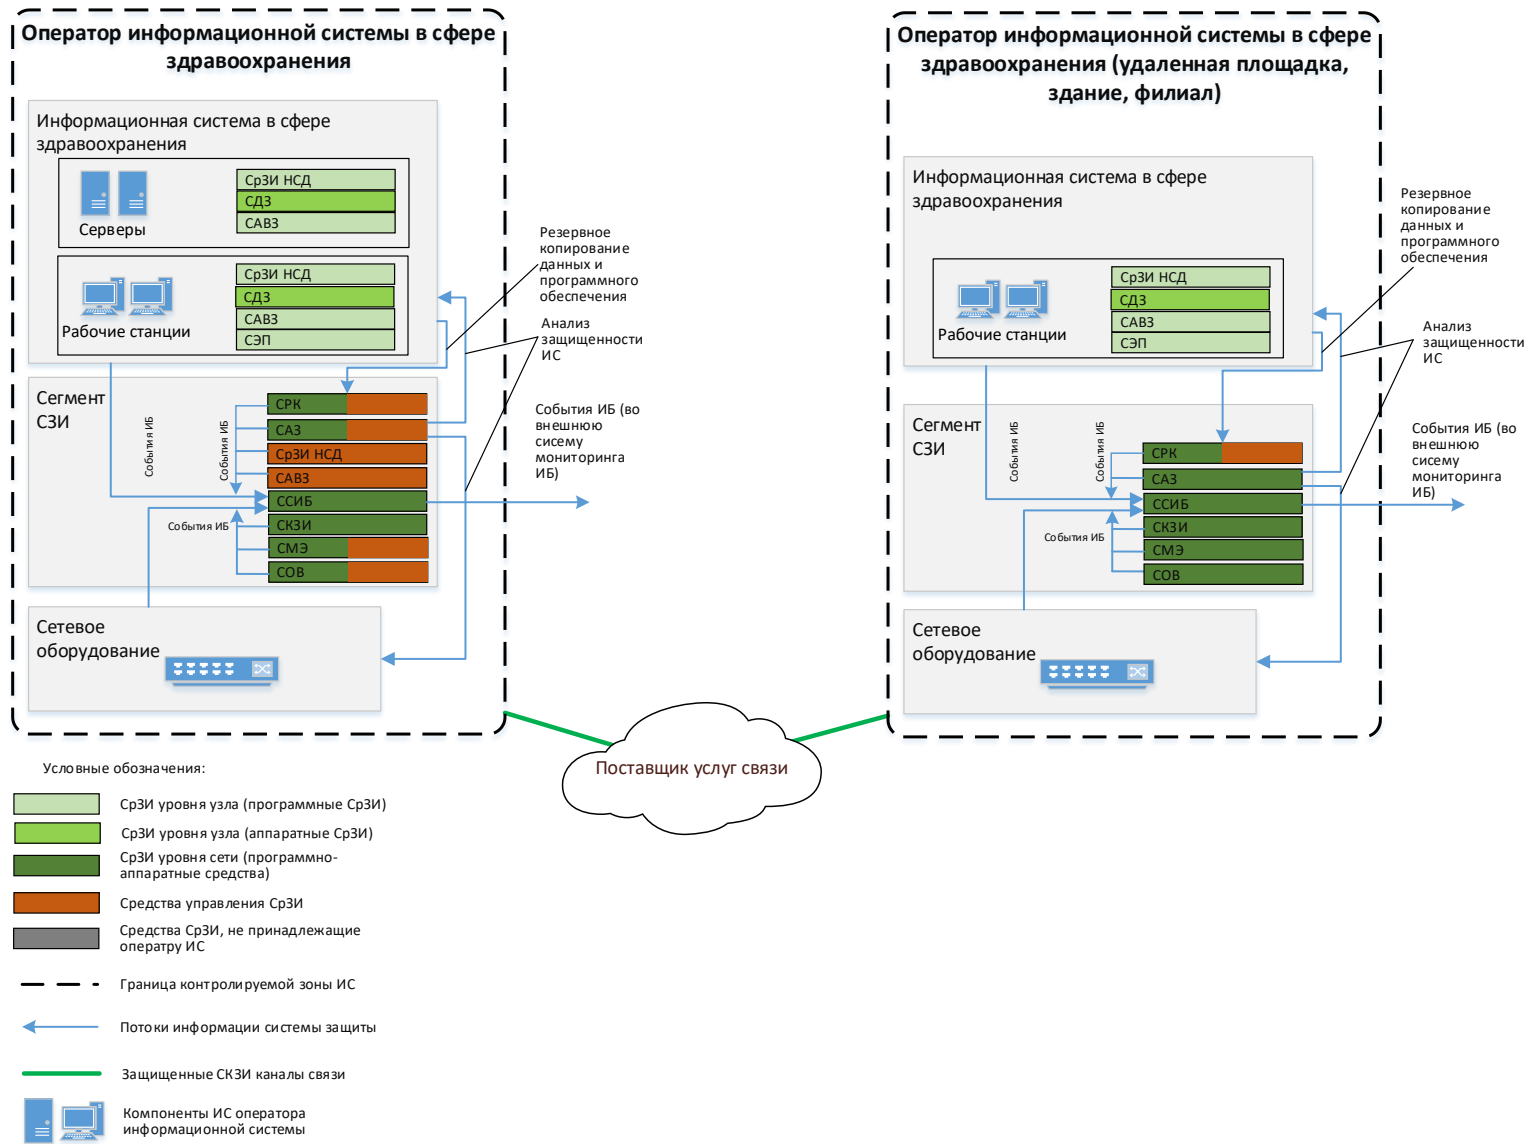 Оператор информационной системы в сфере
здравоохранения
Информационная система в сфере
здравоохранения
Серверы
СрЗИ НСД
СДЗ
САВЗ
Рабочие станции
СрЗИ НСД
СДЗ
САВЗ
СЭП
Резервное
копирование
данных и
программного
обеспечения
Анализ
защищенности
ИС
Сегмент
СЗИ
События ИБ
События ИБ
СРК
САЗ
СрЗИ НСД
САВЗ
ССИБ
СКЗИ
СМЭ
СОВ
События ИБ
События ИБ (во
внешнюю
сисему
мониторинга
ИБ)
Сетевое
оборудование
Оператор информационной системы в сфере
здравоохранения (удаленная площадка,
здание, филиал)
Информационная система в сфере
здравоохранения
Рабочие станции
СрЗИ НСД
СДЗ
САВЗ
СЭП
Резервное
копирование
данных и
программного
обеспечения
Анализ
защищенности
ИС
Сегмент
СЗИ
События ИБ
События ИБ
СРК
САЗ
ССИБ
СКЗИ
СМЭ
СОВ
События ИБ
События ИБ (во
внешнюю
сисему
мониторинга
ИБ)
Сетевое
оборудование
Поставщик услуг связи
Условные обозначения:
СрЗИ уровня узла (программные СрЗИ)
СрЗИ уровня узла (аппаратные СрЗИ)
СрЗИ уровня сети (программно-
аппаратные средства)
Средства управления СрЗИ
Средства СрЗИ, не принадлежащие
оператру ИС
Граница контролируемой зоны ИС
Потоки информации системы защиты
Защищенные СКЗИ каналы связи
Компоненты ИС оператора
информационной системы